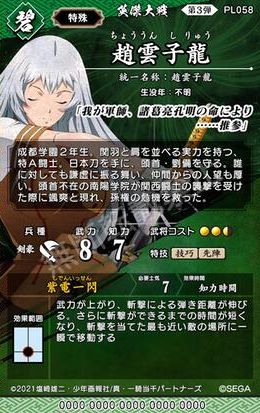 碧
特殊
英傑大戦
第3弾
PL058
ちょううん しりゅう
趙雲子龍
統一名称：趙雲子龍
生没年：不明
「我が軍師、諸葛亮孔明の命により
……推参」
成都学園2年生、関羽と肩を並べる実力を持つ、
特A闘士、日本刀を手に、頭首・劉備を守る。誰
に対しても謙虚に振る舞い、仲間からの人望も
厚い。頭首不在の南陽学院が関西闘士の襲撃を受け
た際に颯爽と現れ、孫権の危機を救った。
兵種 武力 知力 武将コスト
剣豪 8 7 特技 技巧 先陣
しでんいっせん
紫電一閃
必要士気 7
効果時間 知力時間
効果範囲
武力が上がり、斬撃による弾き距離が伸
びる。さらに斬撃ができるまでの時間が短く
なり、斬撃を当てた最も近い敵の場所に一
瞬で移動する
©2021塩崎雄二・少年画報社/真・一騎当千パートナーズ
©SEGA
0000-0000-0000-0000-0000